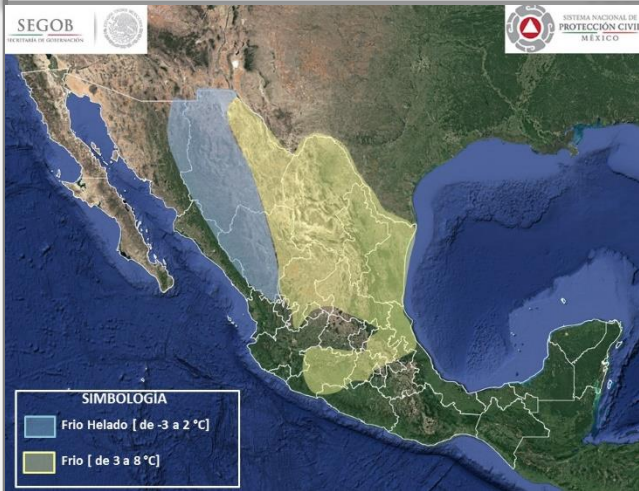 SEGOB
SECRETARÍA DE GOBERNACIÓN
SISTEMA NACIONAL DE
PROTECCIÓN CIVIL
MÉXICO
SIMBOLOGÍA
Frio Helado [ de -3 a 2 °C]
Frio [ de 3 a 8 °C]